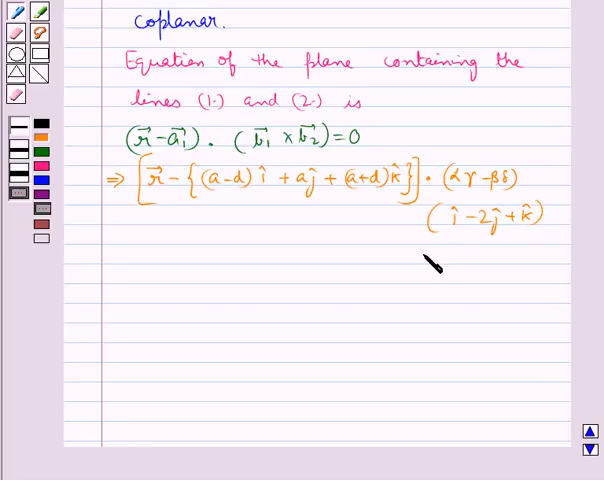 coplanar.
Equation of the plane containing the
lines (1.) and (2.) is
(r⃗ - a⃗₁) . (b⃗₁ × b⃗₂) = 0
⇒ [r⃗ - {(a-d) î + aĵ + (a+d) k̂}] . (αγ - βδ)
(î - 2ĵ + k̂)